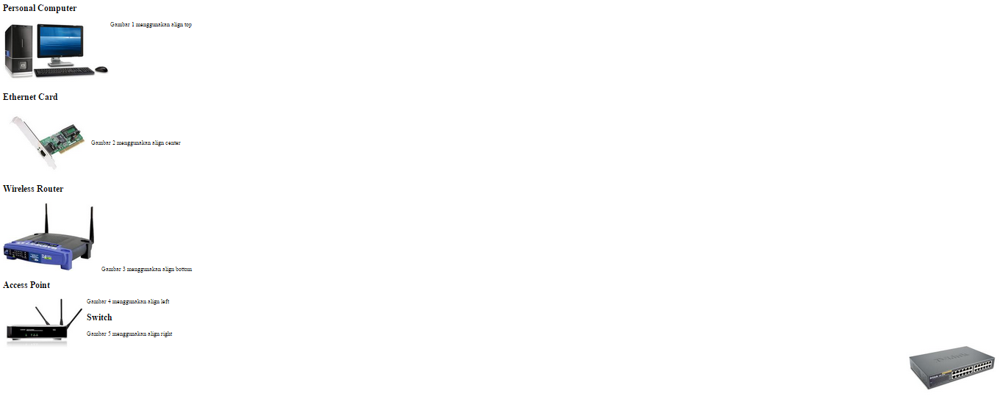 Personal Computer
Gambar 1 menggunakan align top
Ethernet Card
Gambar 2 menggunakan align center
Wireless Router
Gambar 3 menggunakan align bottom
Access Point
Gambar 4 menggunakan align left
Switch
Gambar 5 menggunakan align right
D-Link